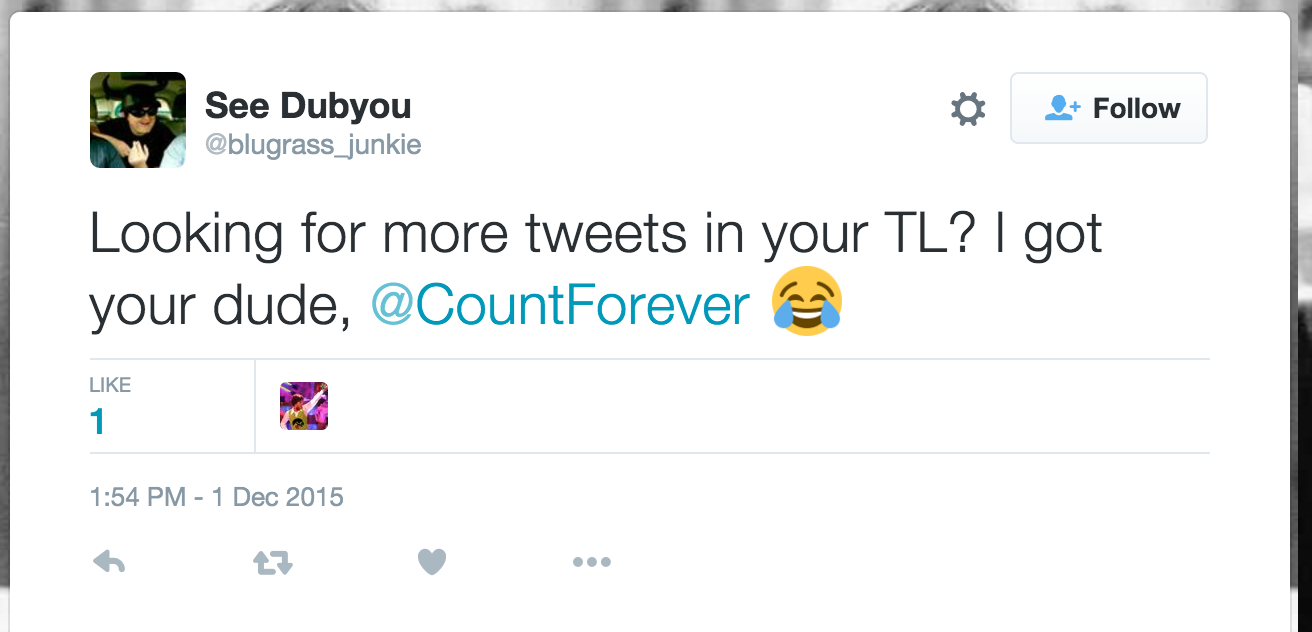 See Dubyou
@blugrass_junkie
Follow
Looking for more tweets in your TL? I got
your dude, @CountForever 😂
LIKE
1
1:54 PM - 1 Dec 2015